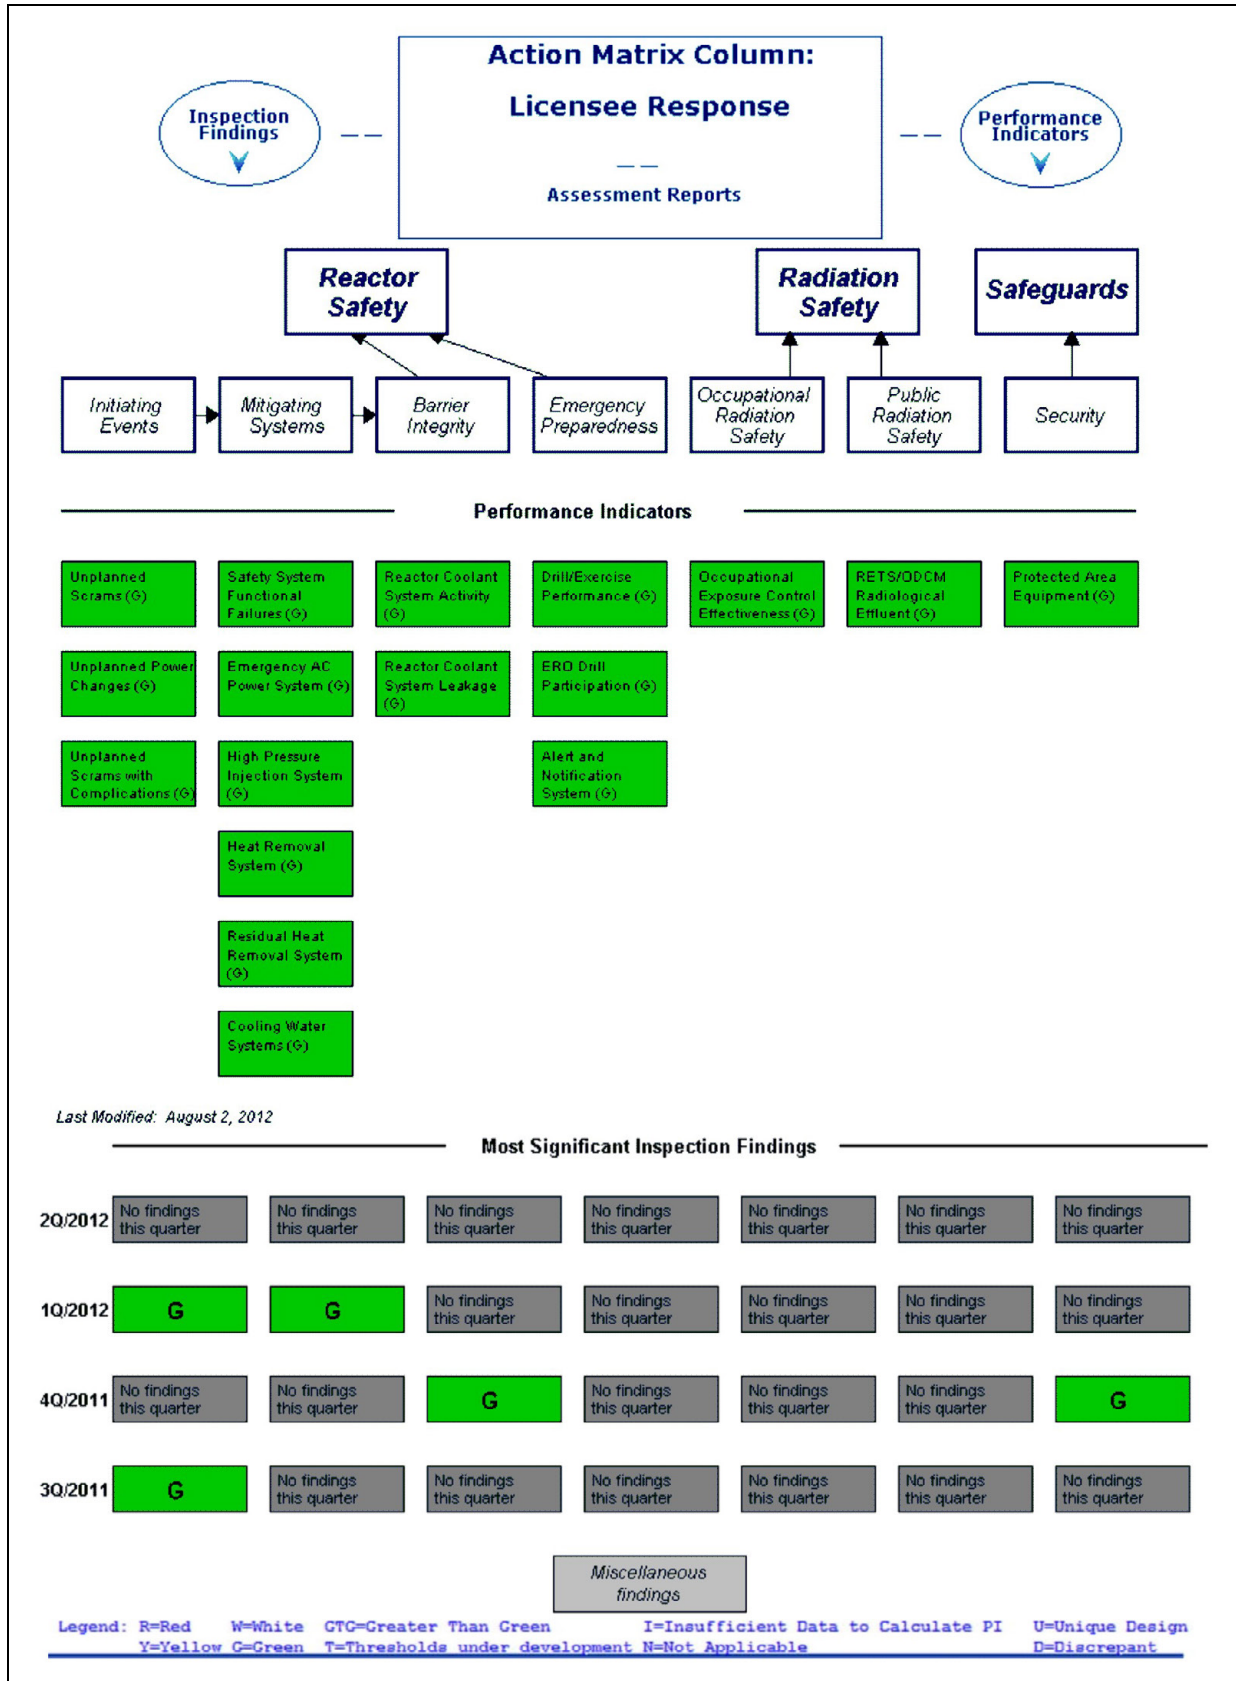 Action Matrix Column:
Licensee Response
Assessment Reports
Inspection
Findings
Performance
Indicators
Reactor
Safety
Radiation
Safety
Safeguards
Initiating
Events
Mitigating
Systems
Barrier
Integrity
Emergency
Preparedness
Occupational
Radiation
Safety
Public
Radiation
Safety
Security
Performance Indicators
Unplanned
Scrams (G)
Safety System
Functional
Failures (G)
Reactor Coolant
System Activity
(G)
Drill/Exercise
Performance (G)
Occupational
Exposure Control
Effectiveness (G)
RETS/ODCM
Radiological
Effluent (G)
Protected Area
Equipment (G)
Unplanned Power
Changes (G)
Emergency AC
Power System (G)
Reactor Coolant
System Leakage
(G)
ERO Drill
Participation (G)
Unplanned
Scrams with
Complications (G)
High Pressure
Injection System
(G)
Alert and
Notification
System (G)
Heat Removal
System (G)
Residual Heat
Removal System
(G)
Cooling Water
Systems (G)
Last Modified: August 2, 2012
Most Significant Inspection Findings
2Q/2012
No findings
this quarter
No findings
this quarter
No findings
this quarter
No findings
this quarter
No findings
this quarter
No findings
this quarter
No findings
this quarter
1Q/2012
G
G
No findings
this quarter
No findings
this quarter
No findings
this quarter
No findings
this quarter
No findings
this quarter
4Q/2011
No findings
this quarter
No findings
this quarter
G
No findings
this quarter
No findings
this quarter
No findings
this quarter
G
3Q/2011
G
No findings
this quarter
No findings
this quarter
No findings
this quarter
No findings
this quarter
No findings
this quarter
No findings
this quarter
Miscellaneous
findings
Legend: R=Red W=White GTG=Greater Than Green I=Insufficient Data to Calculate PI U=Unique Design
Y=Yellow G=Green T=Thresholds under development N=Not Applicable D=Discrepant